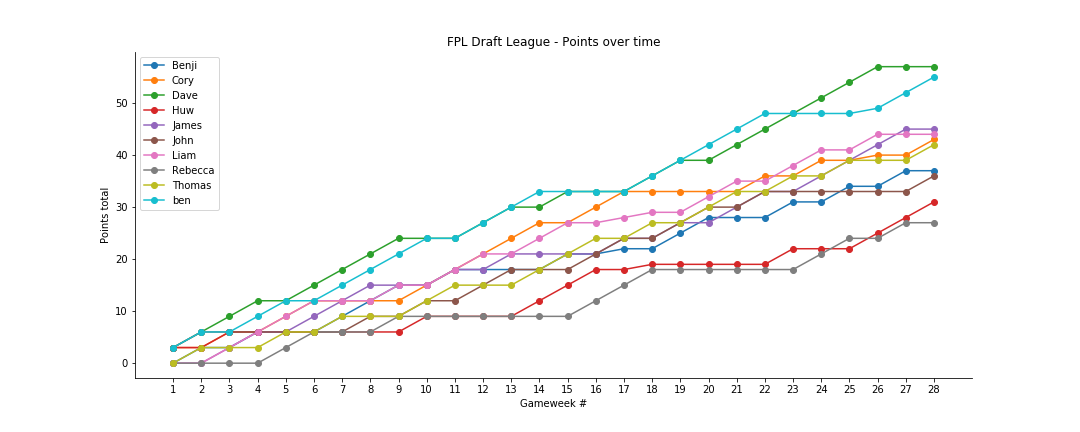 FPL Draft League - Points over time
Benji
Cory
Dave
Huw
James
John
Liam
Rebecca
Thomas
ben
Points total
50
40
30
20
10
0
1 2 3 4 5 6 7 8 9 10 11 12 13 14 15 16 17 18 19 20 21 22 23 24 25 26 27 28
Gameweek #